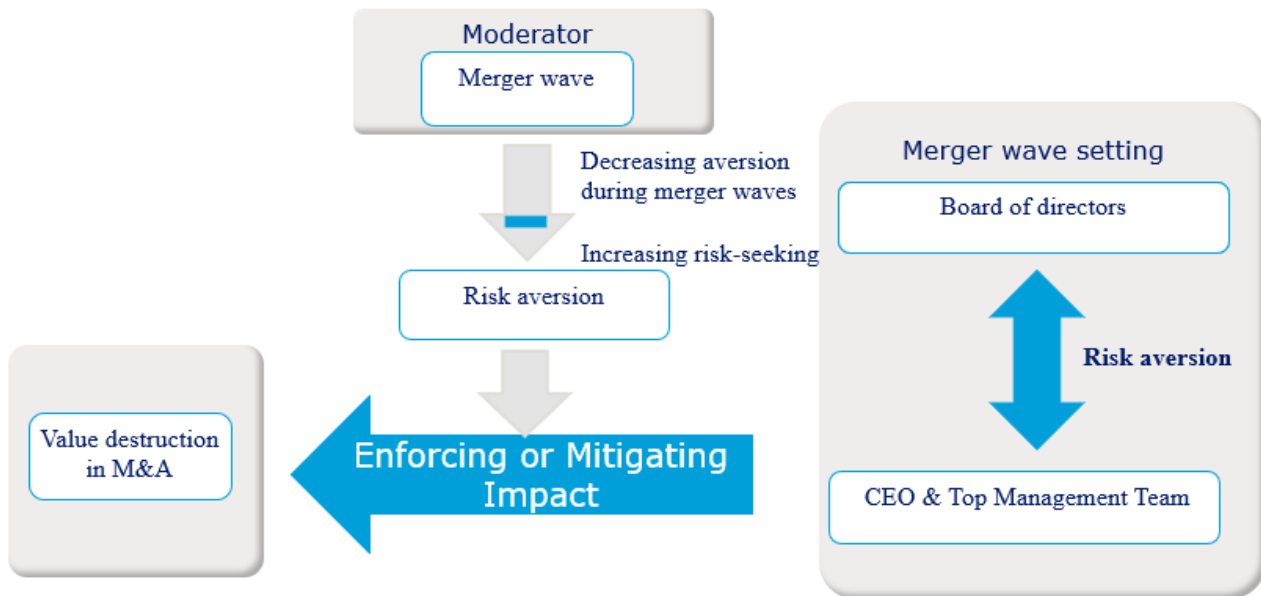 Moderator
Merger wave
Decreasing aversion
during merger waves
Increasing risk-seeking
Risk aversion
Enforcing or Mitigating
Impact
Value destruction
in M&A
Merger wave setting
Board of directors
Risk aversion
CEO & Top Management Team